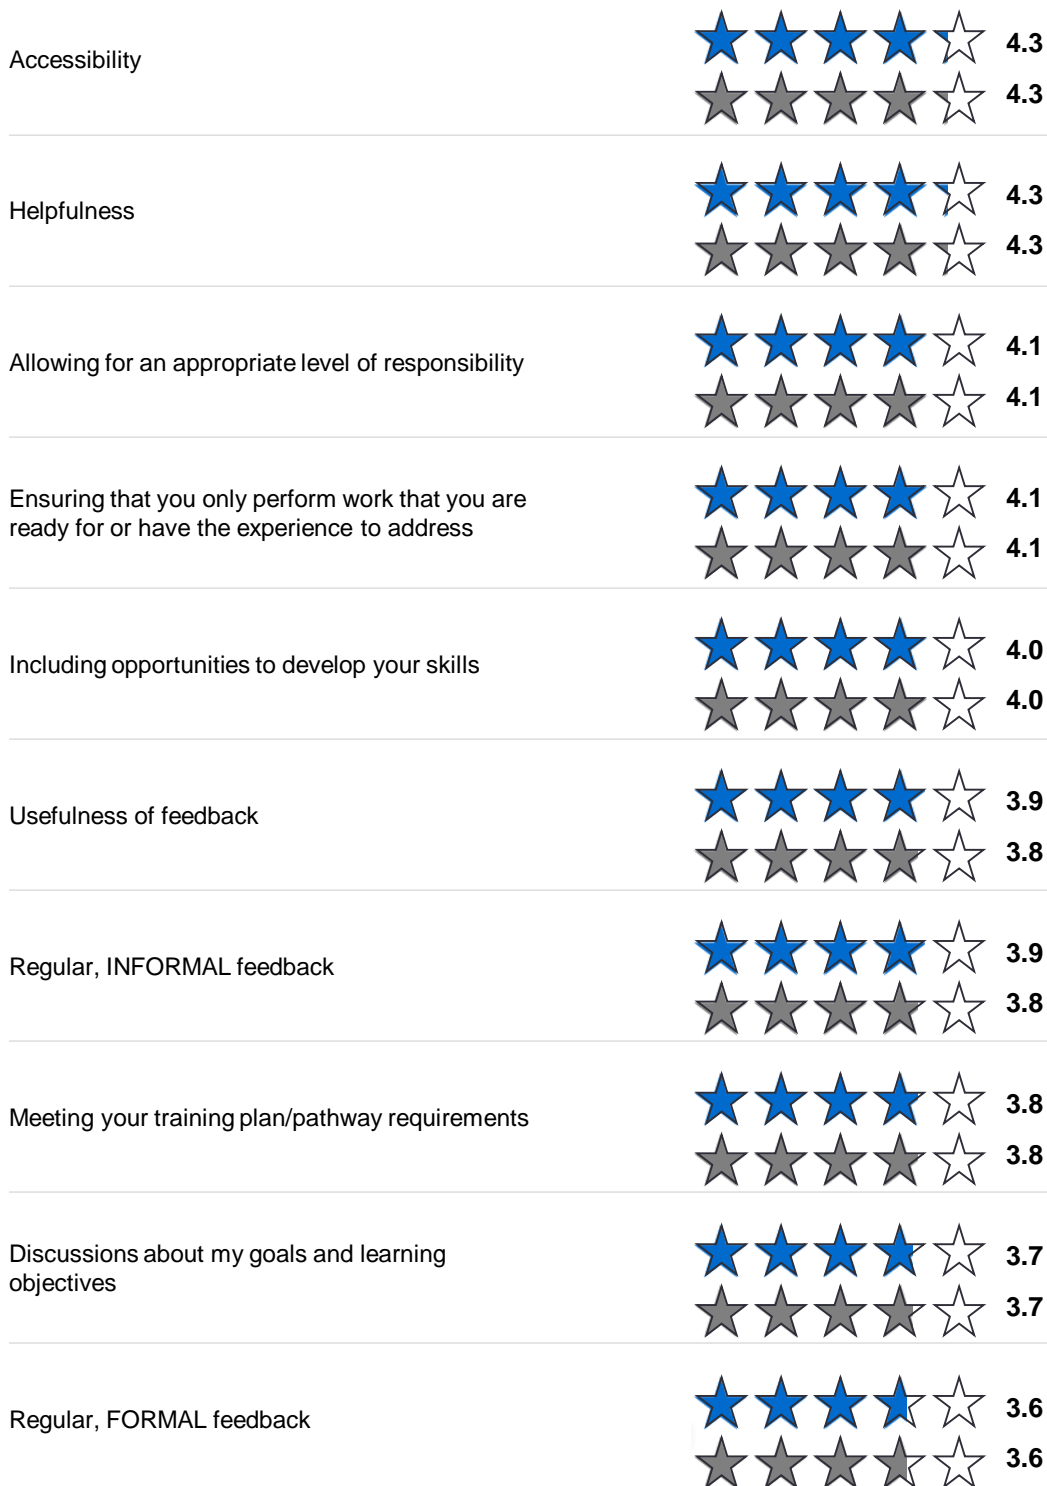 Accessibility
4.3
4.3
Helpfulness
4.3
4.3
Allowing for an appropriate level of responsibility
4.1
4.1
Ensuring that you only perform work that you are
ready for or have the experience to address
4.1
4.1
Including opportunities to develop your skills
4.0
4.0
Usefulness of feedback
3.9
3.8
Regular, INFORMAL feedback
3.9
3.8
Meeting your training plan/pathway requirements
3.8
3.8
Discussions about my goals and learning
objectives
3.7
3.7
Regular, FORMAL feedback
3.6
3.6